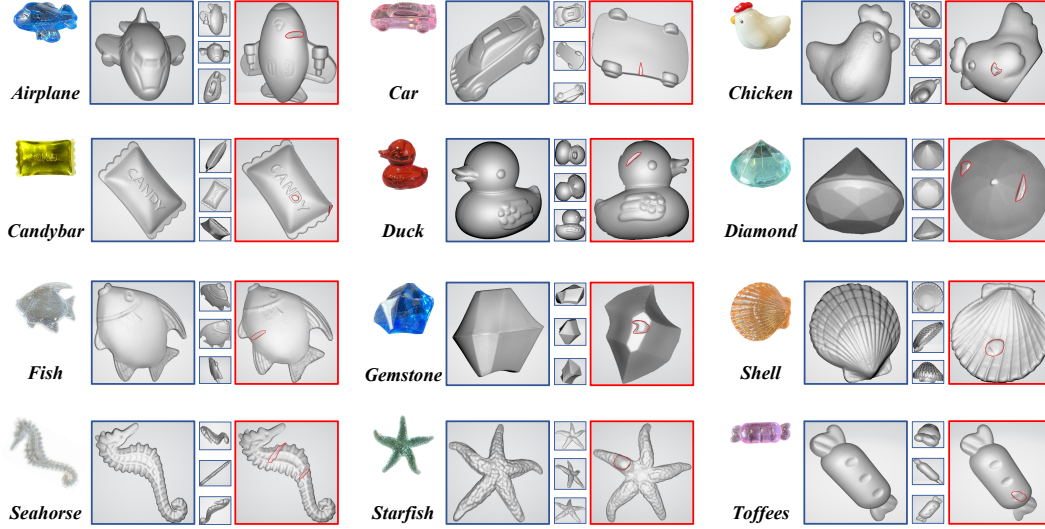 Airplane
Car
Chicken
CANDY
CANDY
Candybar
Duck
Diamond
Fish
Gemstone
Shell
Seahorse
Starfish
Toffees